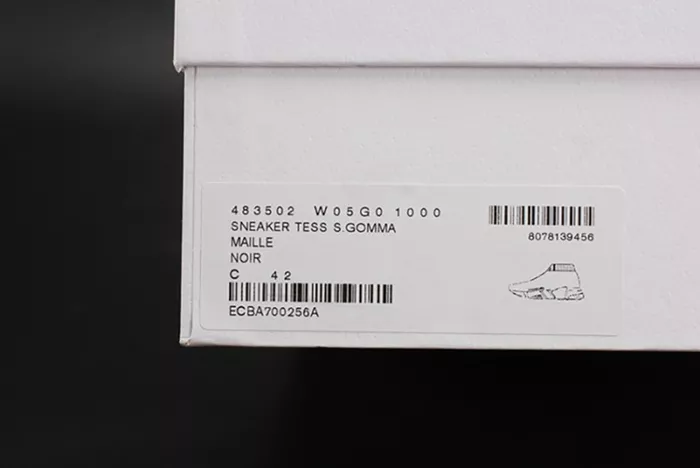 483502 W05G0 1000
SNEAKER TESS S.GOMMA
MAILLE
NOIR
C 42
ECBA700256A
8078139456